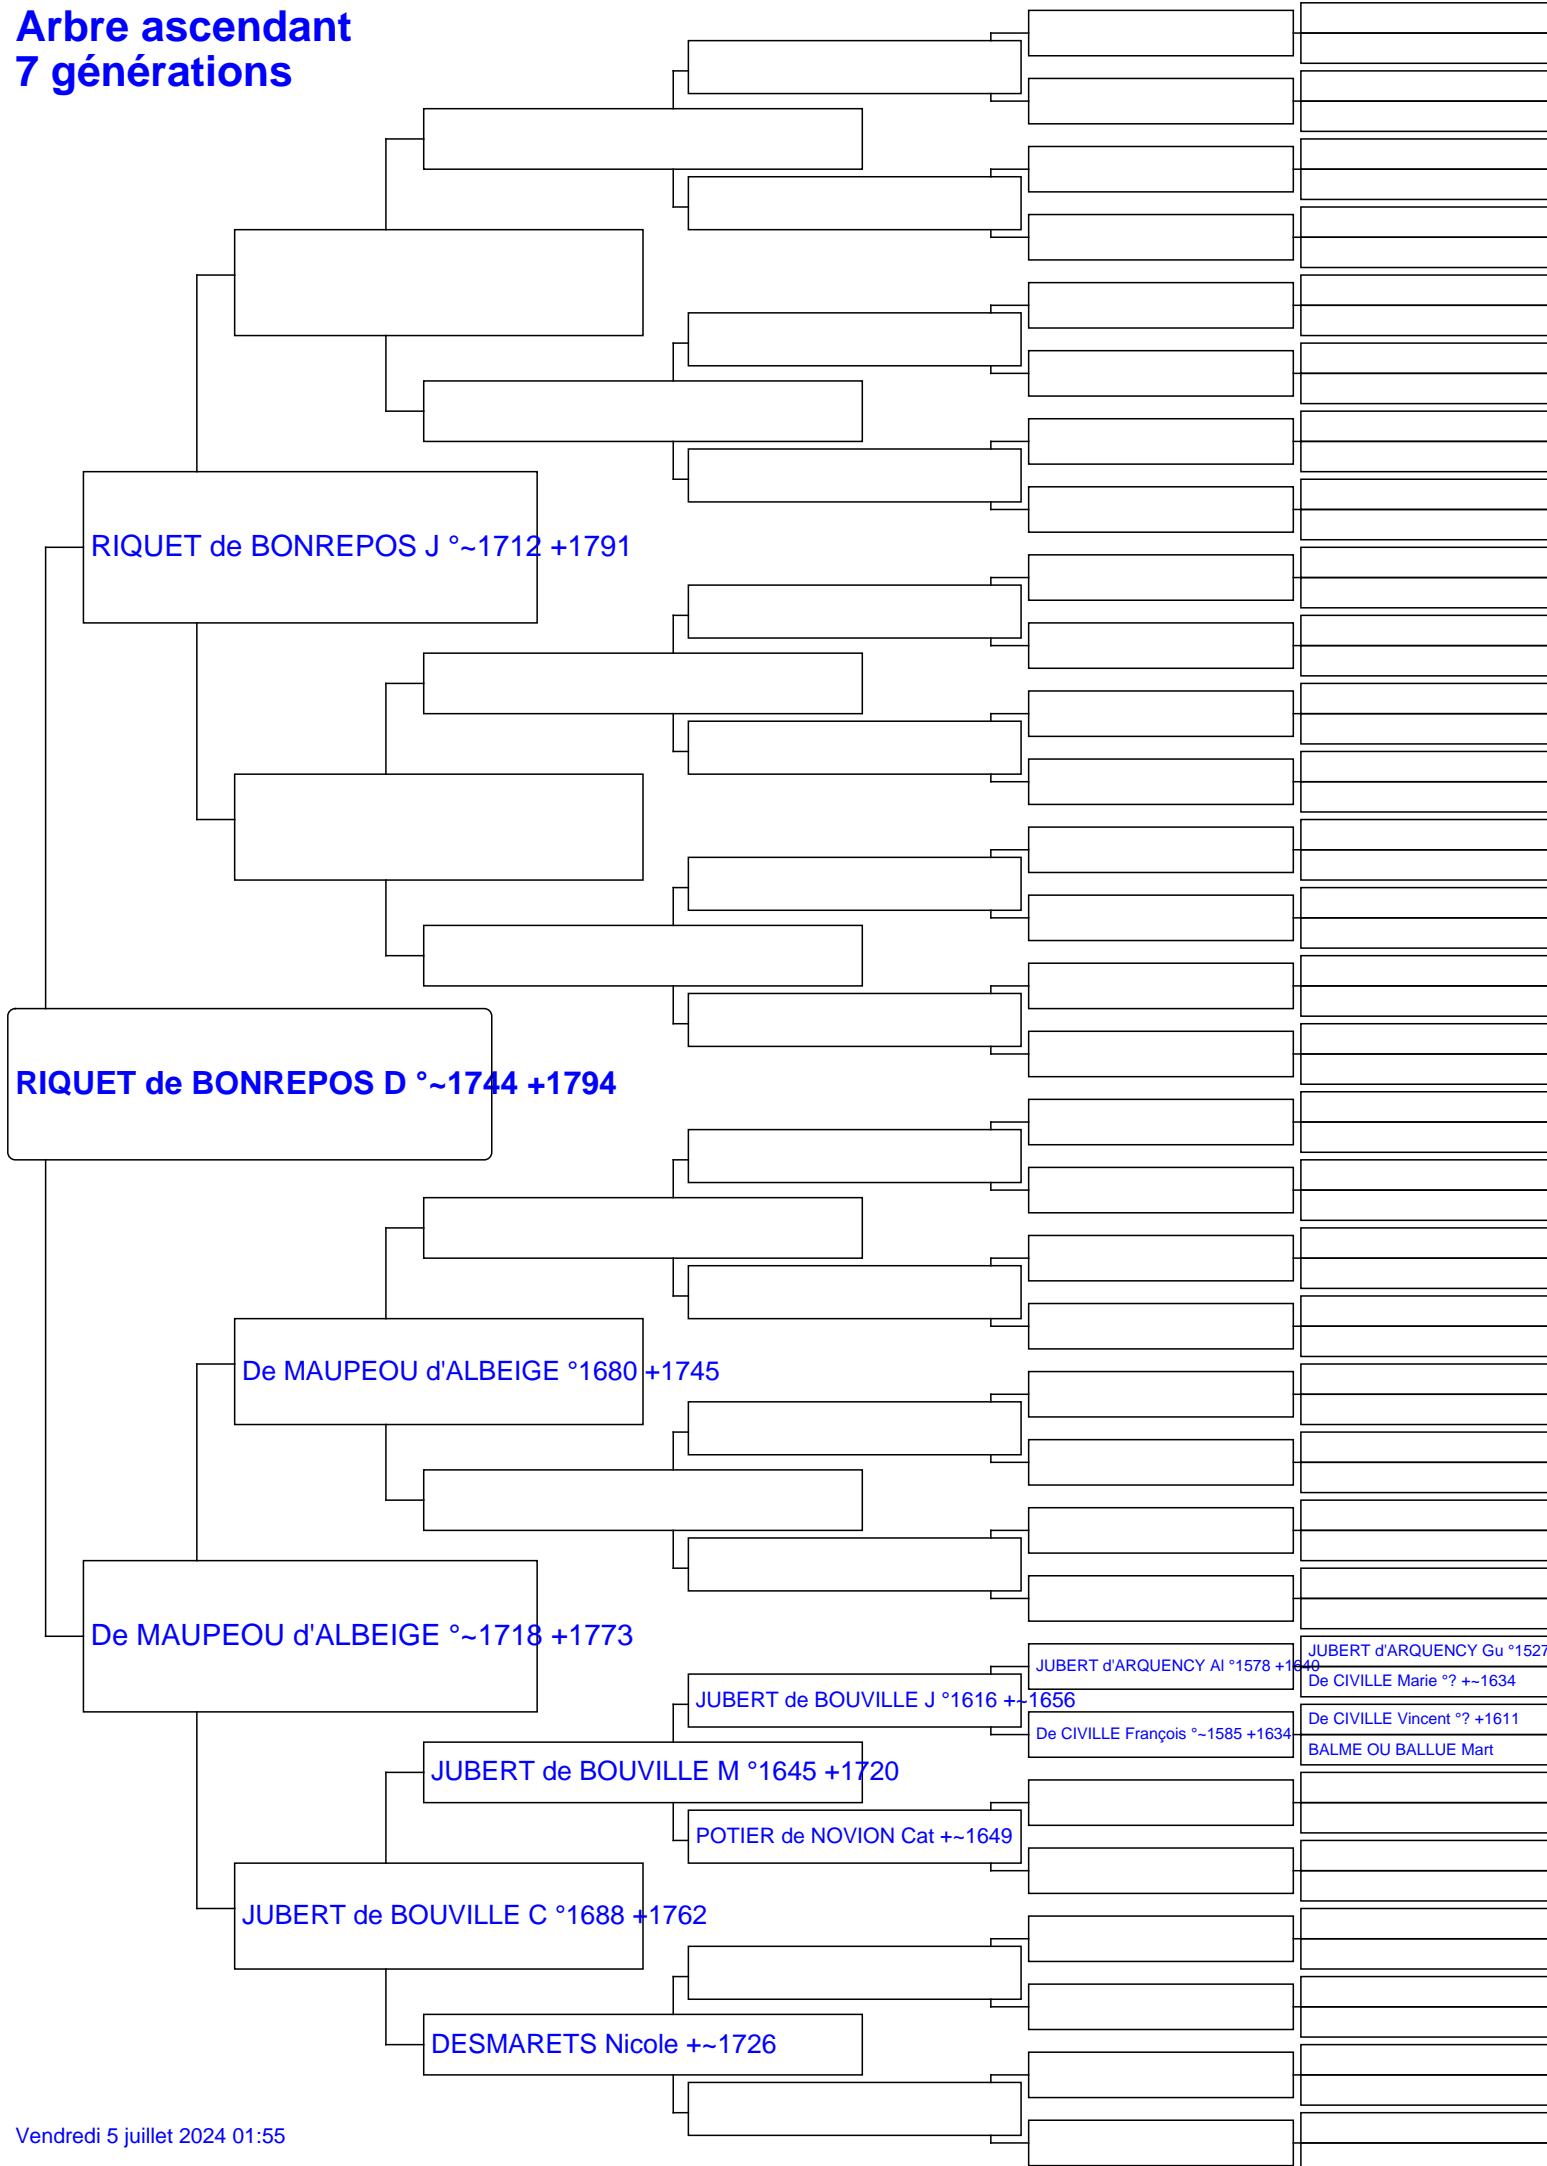 Arbre ascendant
7 générations
RIQUET de BONREPOS J °~1712 +1791
RIQUET de BONREPOS D °~1744 +1794
De MAUPEOU d'ALBEIGE °1680 +1745
De MAUPEOU d'ALBEIGE °~1718 +1773
JUBERT d'ARQUENCY Gu °1527
JUBERT d'ARQUENCY Al °1578 +1640
De CIVILLE Marie °? +~1634
JUBERT de BOUVILLE J °1616 +~1656
De CIVILLE Vincent °? +1611
De CIVILLE François °~1585 +1634
BALME OU BALLUE Mart
JUBERT de BOUVILLE M °1645 +1720
POTIER de NOVION Cat +~1649
JUBERT de BOUVILLE C °1688 +1762
DESMARETS Nicole +~1726
Vendredi 5 juillet 2024 01:55